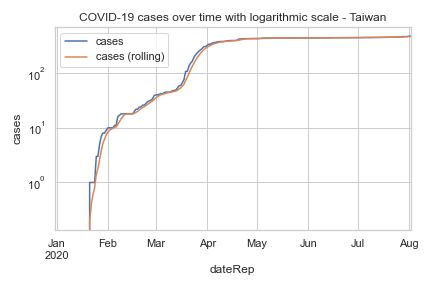 COVID-19 cases over time with logarithmic scale - Taiwan
cases
cases (rolling)
cases
10²
10¹
10⁰
Jan Feb Mar Apr May Jun Jul Aug
2020
dateRep